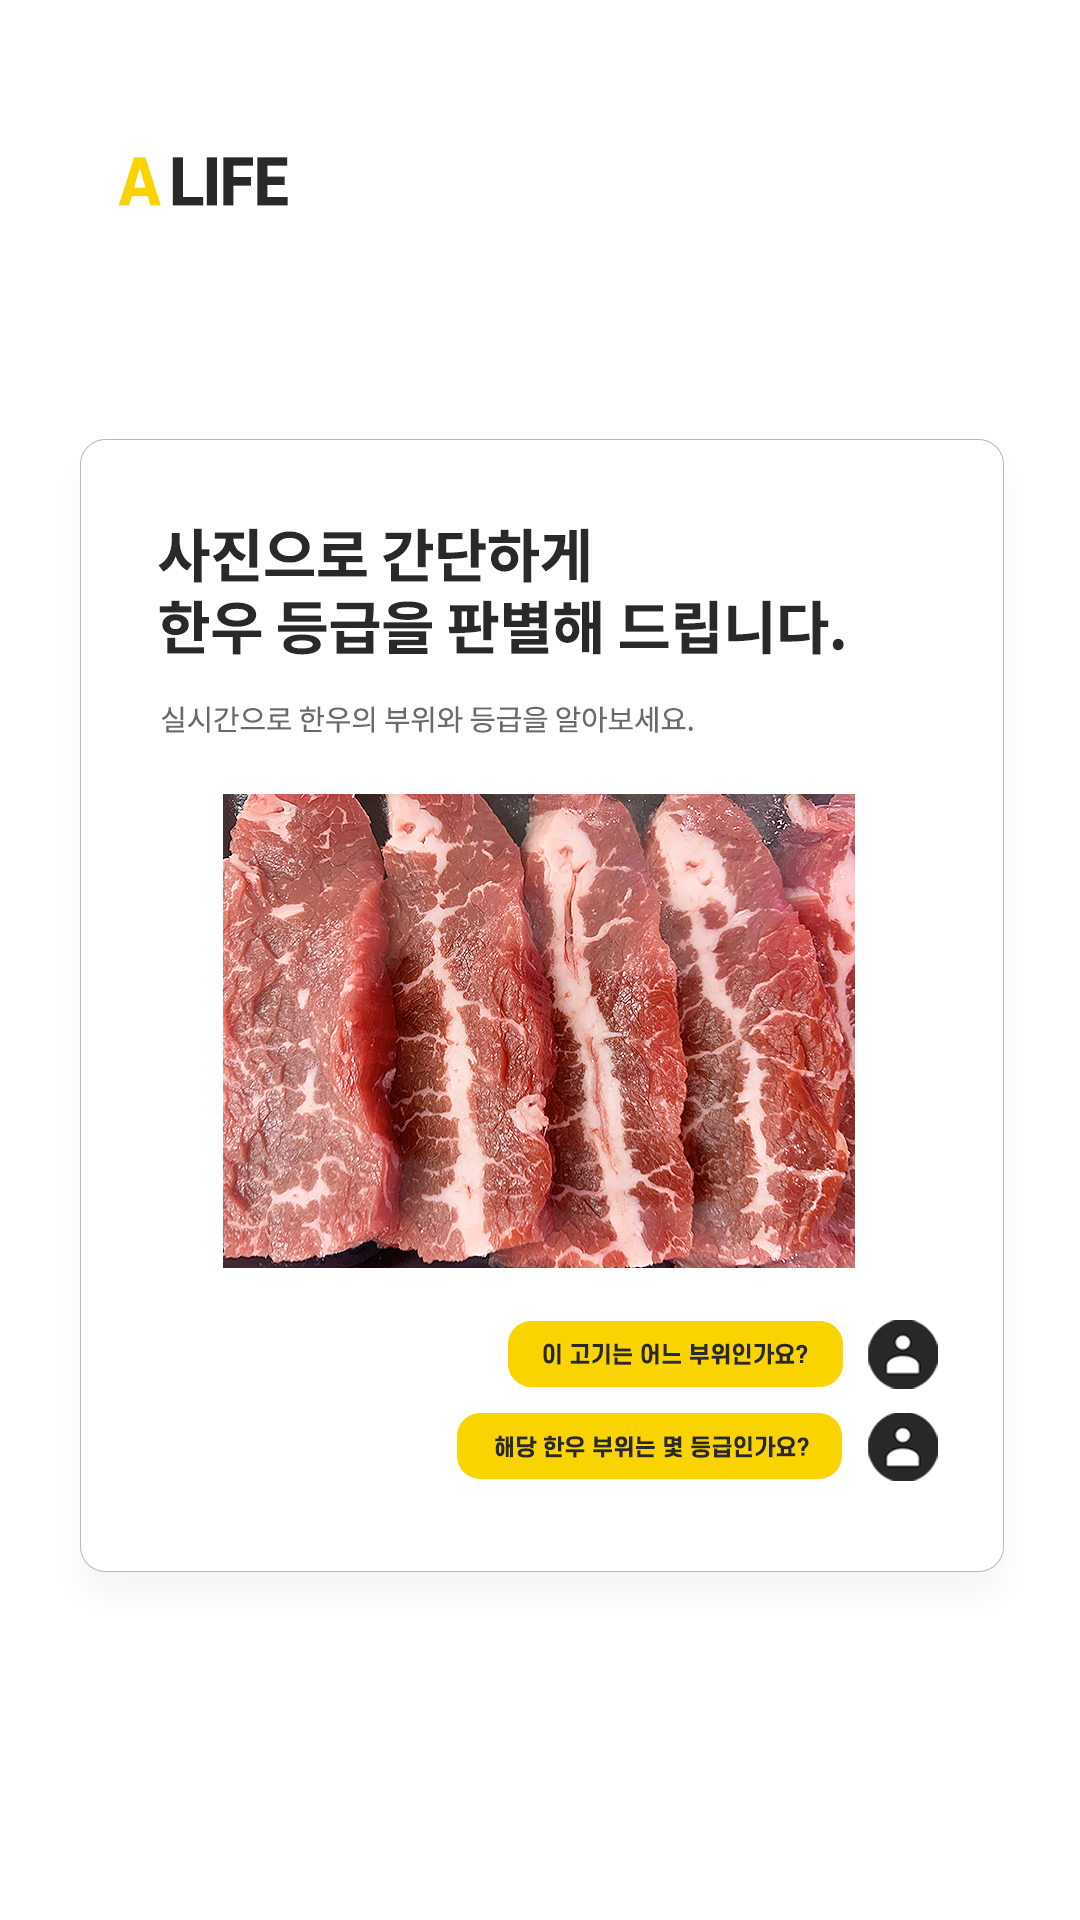 A LIFE
사진으로 간단하게
한우 등급을 판별해 드립니다.
실시간으로 한우의 부위와 등급을 알아보세요.
이 고기는 어느 부위인가요?
해당 한우 부위는 몇 등급인가요?